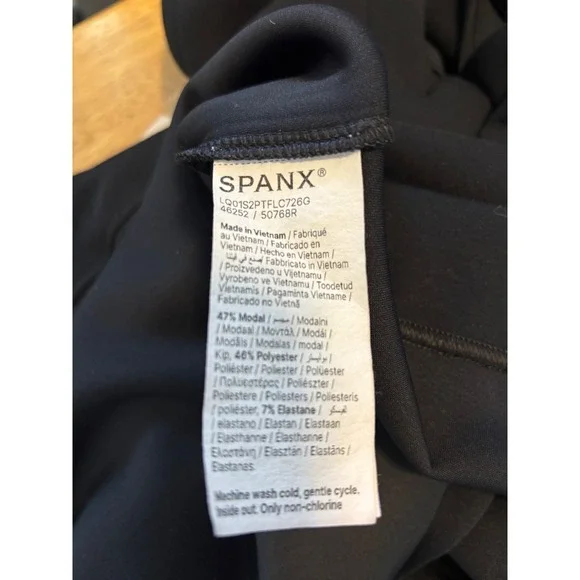 SPANX®
LQ01S2PTFLC726G
46252 / 50768R
Made in Vietnam / Fabriqué
au Vietnam / Fabricado en
Vietnam / Hecho en Vietnam
/ صنع في فيتنا / Fabbricato in Vietnam
/ Proizvedeno u Vijetnamu /
Vyrobeno ve Vietnamu / Toodetud
Vietnamis / Pagaminta Vietname /
Fabricado no Vietnã
47% Modal / / Modalni
/ Modaal / Μοντάλ / Modál /
Modāls / Modalas / modal /
Kip, 46% Polyester / بوليستر /
Poliéster / Polyester / Polüester
/ Πολυεστέρας / Poliészter /
Poliestere / Poliesters / Poliesteris
/ poliéster, 7% Elastane /
elastano / Elastan / Elastaan
/ Elasthanne / Élasthanne /
Ελαστάνη / Elasztán / Elastāns /
Elastanas.
Machine wash cold, gentle cycle.
Inside out. Only non-chlorine